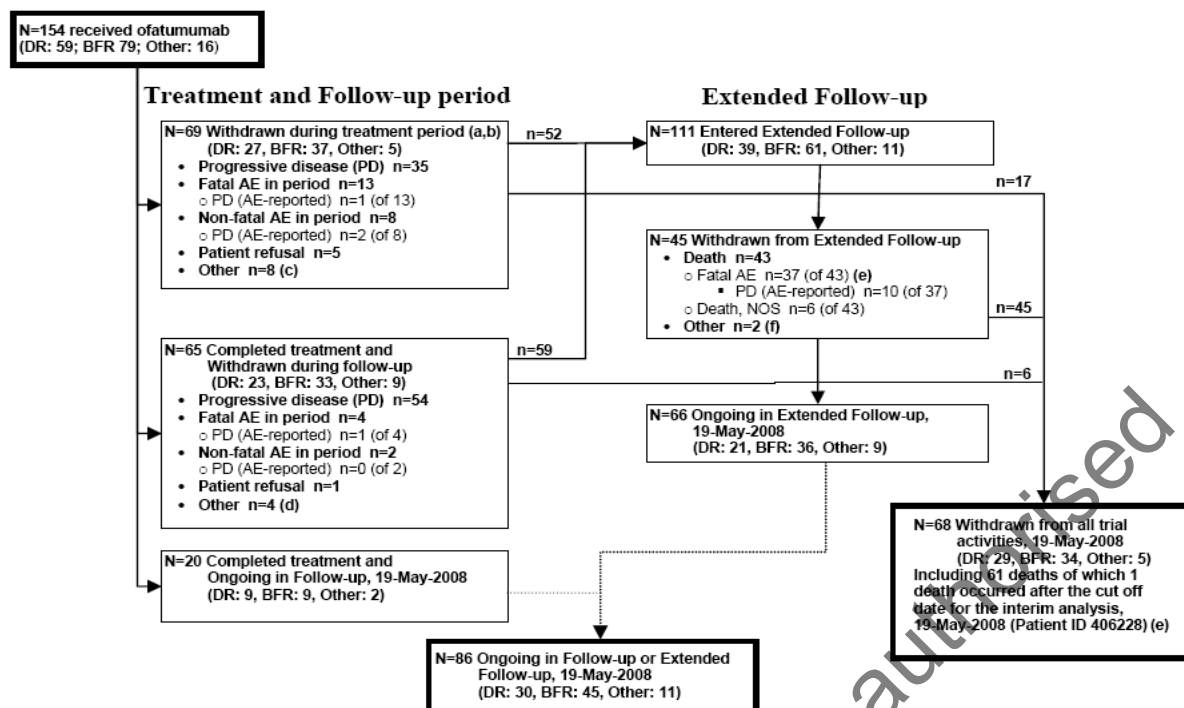 N=154 received ofatumumab
(DR: 59; BFR 79; Other: 16)
Treatment and Follow-up period
Extended Follow-up
N=69 Withdrawn during treatment period (a,b)
(DR: 27, BFR: 37, Other: 5)
• Progressive disease (PD) n=35
• Fatal AE in period n=13
o PD (AE-reported) n=1 (of 13)
• Non-fatal AE in period n=8
o PD (AE-reported) n=2 (of 8)
• Patient refusal n=5
• Other n=8 (c)
n=52
N=111 Entered Extended Follow-up
(DR: 39, BFR: 61, Other: 11)
n=17
N=45 Withdrawn from Extended Follow-up
• Death n=43
o Fatal AE n=37 (of 43) (e)
▪ PD (AE-reported) n=10 (of 37)
o Death, NOS n=6 (of 43)
• Other n=2 (f)
n=45
N=65 Completed treatment and
Withdrawn during follow-up
(DR: 23, BFR: 33, Other: 9)
• Progressive disease (PD) n=54
• Fatal AE in period n=4
o PD (AE-reported) n=1 (of 4)
• Non-fatal AE in period n=2
o PD (AE-reported) n=0 (of 2)
• Patient refusal n=1
• Other n=4 (d)
n=59
n=6
N=66 Ongoing in Extended Follow-up,
19-May-2008
(DR: 21, BFR: 36, Other: 9)
N=20 Completed treatment and
Ongoing in Follow-up, 19-May-2008
(DR: 9, BFR: 9, Other: 2)
N=68 Withdrawn from all trial
activities, 19-May-2008
(DR: 29, BFR: 34, Other: 5)
Including 61 deaths of which 1
death occurred after the cut off
date for the interim analysis,
19-May-2008 (Patient ID 406228) (e)
N=86 Ongoing in Follow-up or Extended
Follow-up, 19-May-2008
(DR: 30, BFR: 45, Other: 11)
authorised